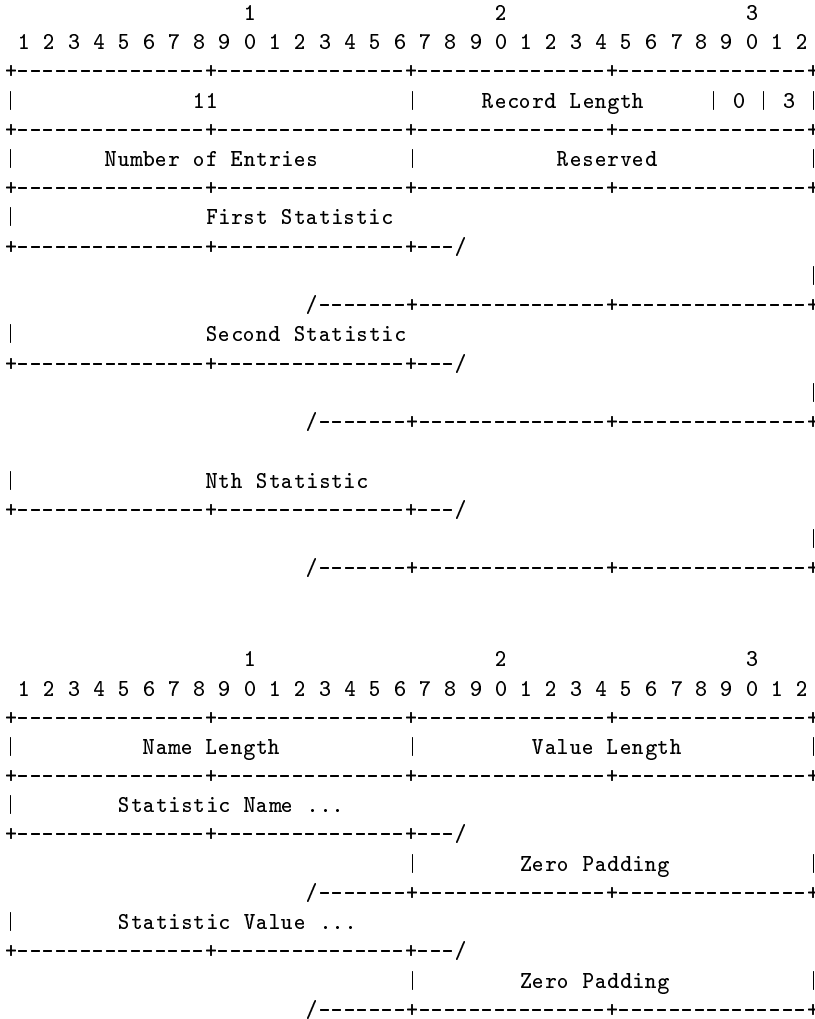 1                   2                   3
 1 2 3 4 5 6 7 8 9 0 1 2 3 4 5 6 7 8 9 0 1 2 3 4 5 6 7 8 9 0 1 2
+---------------+---------------+---------------+---------------+
|              11               |     Record Length     | 0 | 3 |
+---------------+---------------+---------------+---------------+
|       Number of Entries       |           Reserved            |
+---------------+---------------+---------------+---------------+
|               First Statistic
+---------------+---------------+---/
                                                                |
                        /-------+---------------+---------------+
|               Second Statistic
+---------------+---------------+---/
                                                                |
                        /-------+---------------+---------------+
|               Nth Statistic
+---------------+---------------+---/
                                                                |
                        /-------+---------------+---------------+
                   1                   2                   3
 1 2 3 4 5 6 7 8 9 0 1 2 3 4 5 6 7 8 9 0 1 2 3 4 5 6 7 8 9 0 1 2
+---------------+---------------+---------------+---------------+
|          Name Length          |         Value Length          |
+---------------+---------------+---------------+---------------+
|        Statistic Name ...
+---------------+---------------+---/
                                |        Zero Padding           |
                        /-------+---------------+---------------+
|        Statistic Value ...
+---------------+---------------+---/
                                |        Zero Padding           |
                        /-------+---------------+---------------+